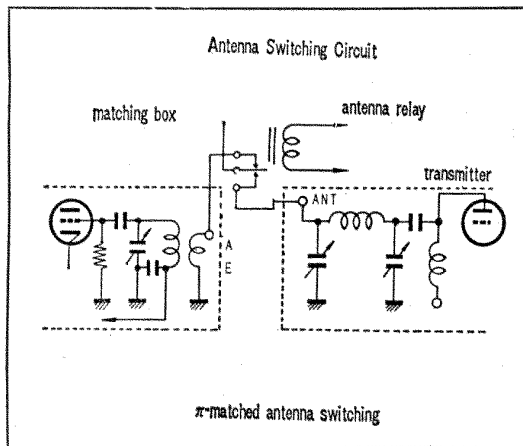 Antenna Switching Circuit
matching box
antenna relay
transmitter
ANT
A
E
π-matched antenna switching